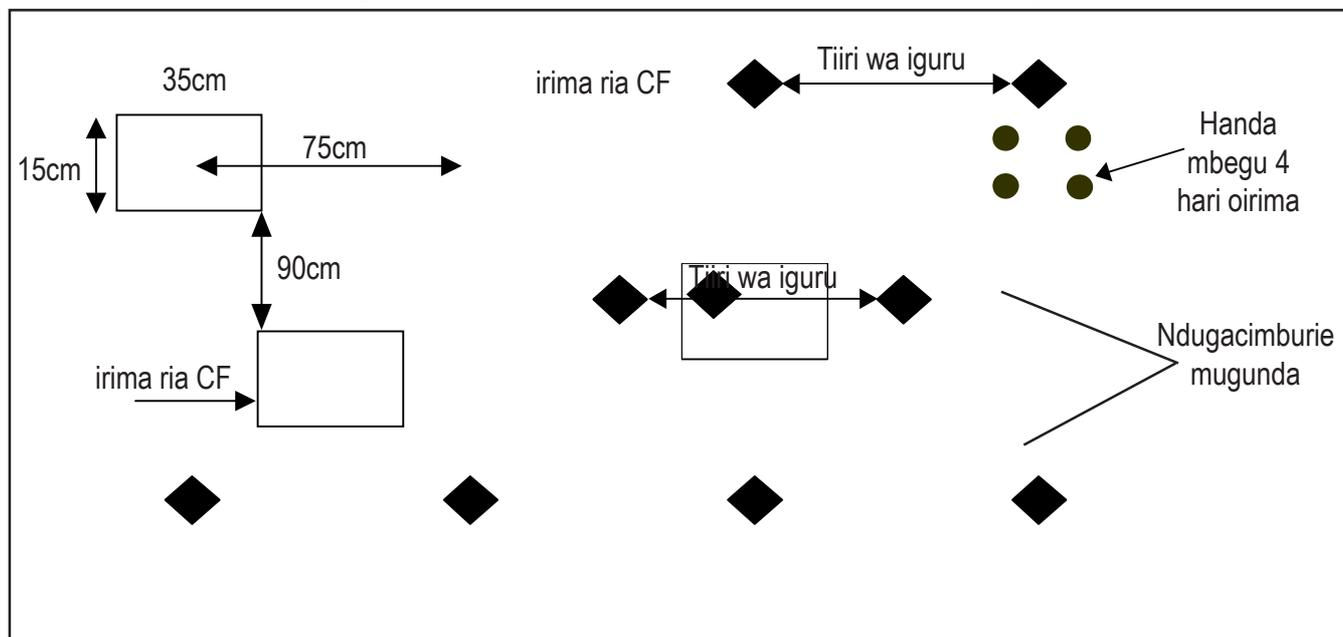 35cm
irima ria CF
Tiiri wa iguru
15cm
75cm
Handa
mbegu 4
hari oirima
90cm
Tiiri wa iguru
irima ria CF
Ndugacimburie
mugunda